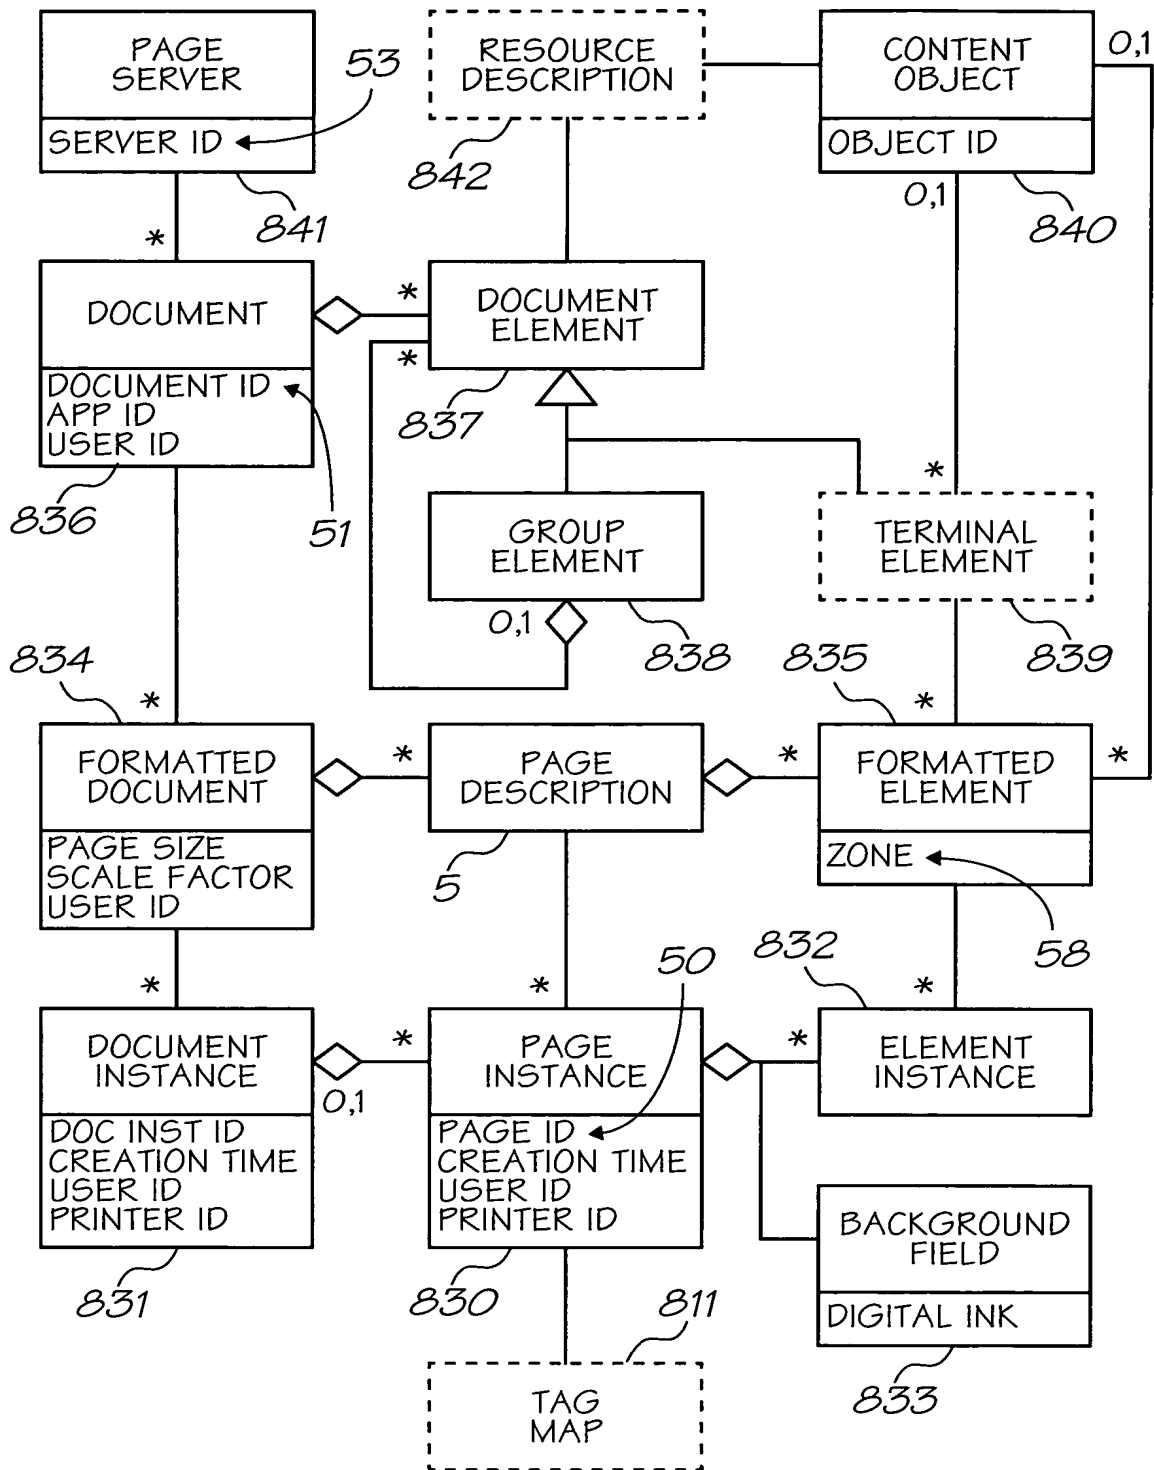 PAGE
SERVER
SERVER ID
53
841
*
RESOURCE
DESCRIPTION
842
CONTENT
OBJECT
OBJECT ID
0,1
0,1
840
DOCUMENT
DOCUMENT ID
APP ID
USER ID
836
51
*
*
DOCUMENT
ELEMENT
837
GROUP
ELEMENT
0,1
838
*
TERMINAL
ELEMENT
839
834
*
FORMATTED
DOCUMENT
PAGE SIZE
SCALE FACTOR
USER ID
*
PAGE
DESCRIPTION
5
*
835
*
FORMATTED
ELEMENT
*
ZONE
58
*
DOCUMENT
INSTANCE
0,1
DOC INST ID
CREATION TIME
USER ID
PRINTER ID
831
*
*
50
PAGE
INSTANCE
PAGE ID
CREATION TIME
USER ID
PRINTER ID
830
*
832
*
ELEMENT
INSTANCE
BACKGROUND
FIELD
DIGITAL INK
833
811
TAG
MAP